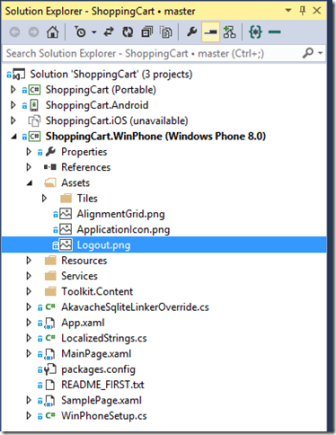 Solution Explorer - ShoppingCart • master
Search Solution Explorer - ShoppingCart • master (Ctrl+;)
Solution 'ShoppingCart' (3 projects)
ShoppingCart (Portable)
ShoppingCart.Android
ShoppingCart.iOS (unavailable)
ShoppingCart.WinPhone (Windows Phone 8.0)
Properties
References
Assets
Tiles
AlignmentGrid.png
ApplicationIcon.png
Logout.png
Resources
Services
Toolkit.Content
AkavacheSqliteLinkerOverride.cs
App.xaml
LocalizedStrings.cs
MainPage.xaml
packages.config
README_FIRST.txt
SamplePage.xaml
WinPhoneSetup.cs